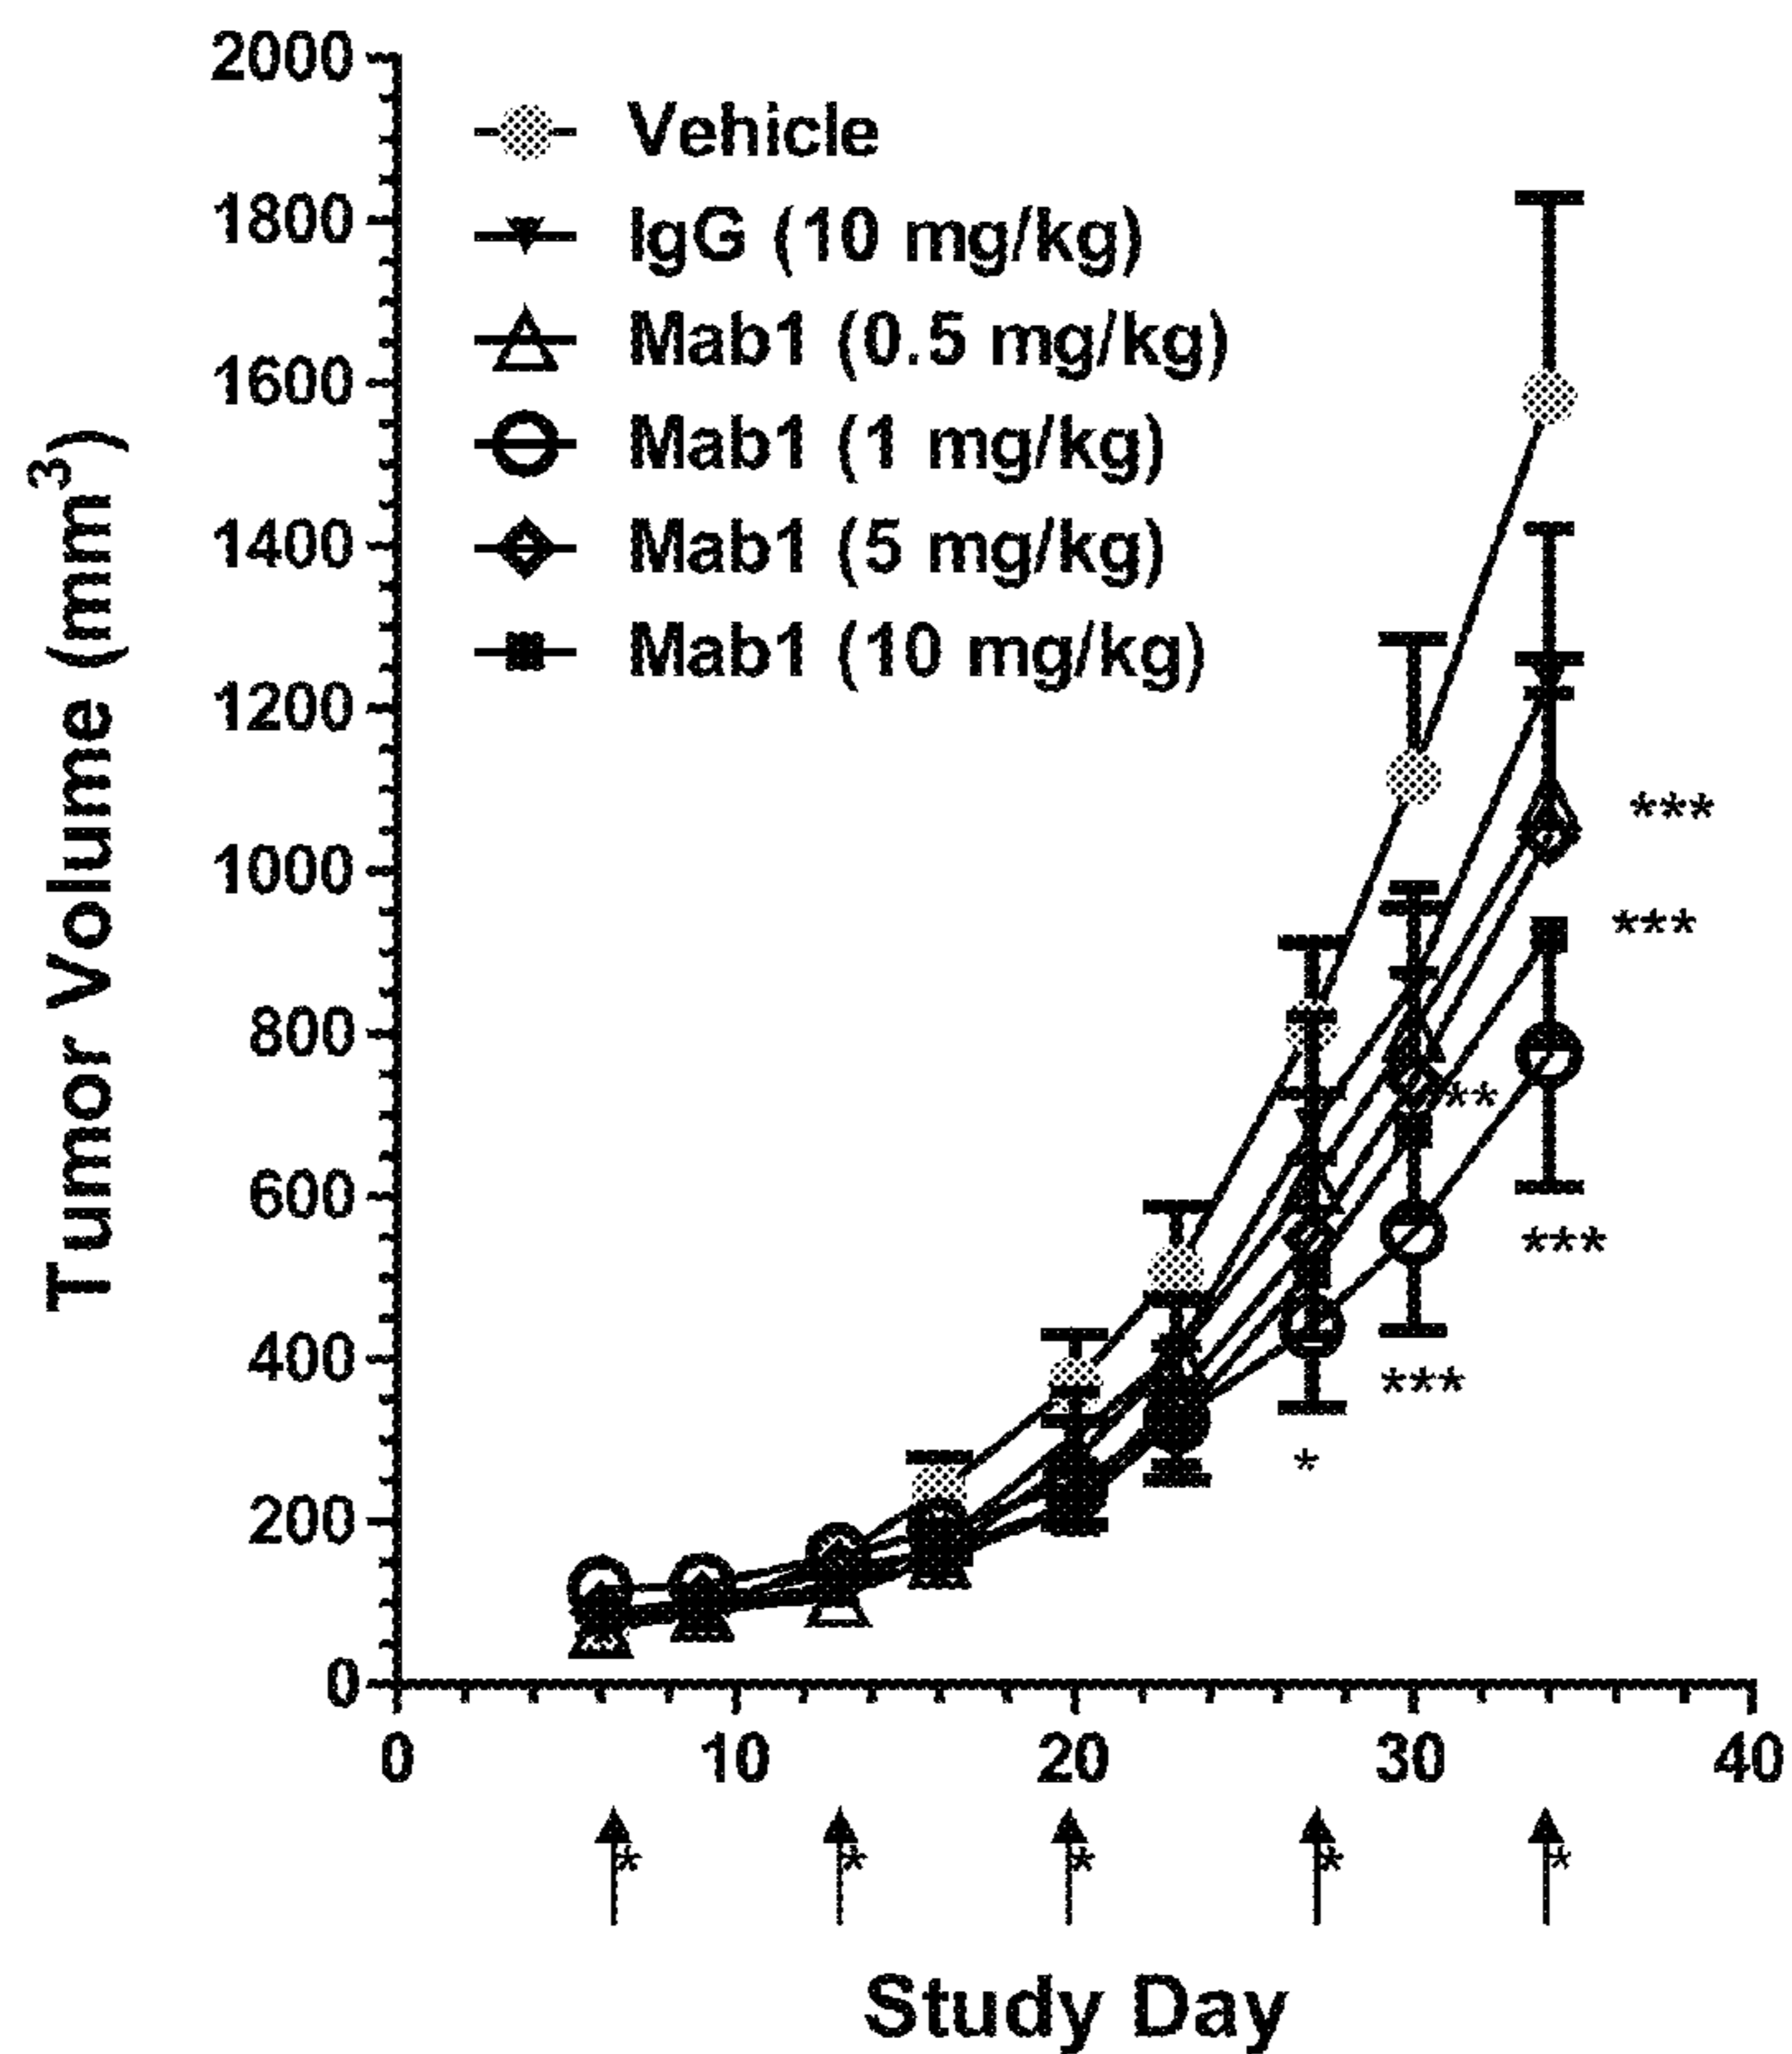 2000
1800
1600
1400
1200
1000
800
600
400
200
0
Tumor Volume (mm³)
Vehicle
IgG (10 mg/kg)
Mab1 (0.5 mg/kg)
Mab1 (1 mg/kg)
Mab1 (5 mg/kg)
Mab1 (10 mg/kg)
***
***
**
***
***
*
0 10 20 30 40
* * * * *
Study Day